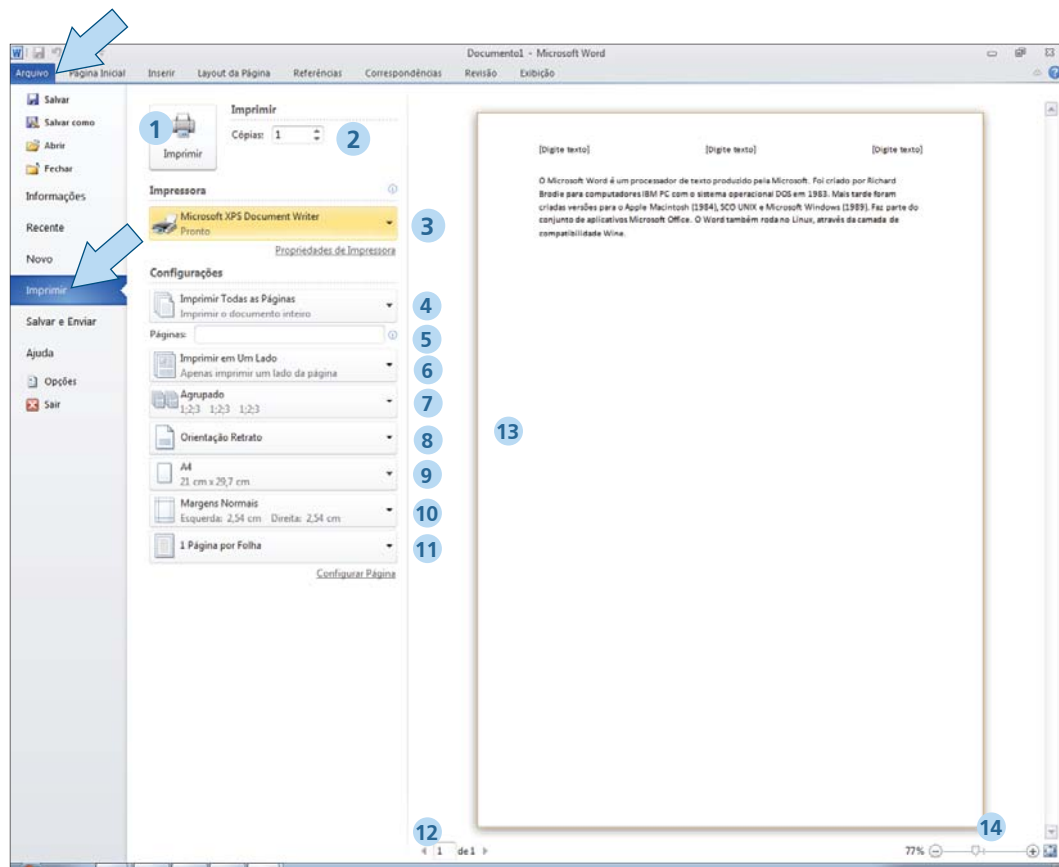 Documento1 - Microsoft Word
Arquivo Página Inicial Inserir Layout da Página Referências Correspondências Revisão Exibição
Salvar
Salvar como
Abrir
Fechar
Informações
Recente
Novo
Imprimir
Salvar e Enviar
Ajuda
Opções
Sair
1
Imprimir
Imprimir
Cópias: 1
2
Impressora
Microsoft XPS Document Writer
Pronto
3
Propriedades de Impressora
Configurações
Imprimir Todas as Páginas
Imprimir o documento inteiro
4
Páginas:
5
Imprimir em Um Lado
Apenas imprimir um lado da página
6
Agrupado
1;2;3 1;2;3 1;2;3
7
Orientação Retrato
8
A4
21 cm x 29,7 cm
9
Margens Normais
Esquerda: 2,54 cm Direita: 2,54 cm
10
1 Página por Folha
11
Configurar Página
[Digite texto] [Digite texto] [Digite texto]
O Microsoft Word é um processador de texto produzido pela Microsoft. Foi criado por Richard
Brodie para computadores IBM PC com o sistema operacional DOS em 1983. Mais tarde foram
criadas versões para o Apple Macintosh (1984), SCO UNIX e Microsoft Windows (1989). Faz parte do
conjunto de aplicativos Microsoft Office. O Word também roda no Linux, através da camada de
compatibilidade Wine.
13
12
1 de 1
14
77%